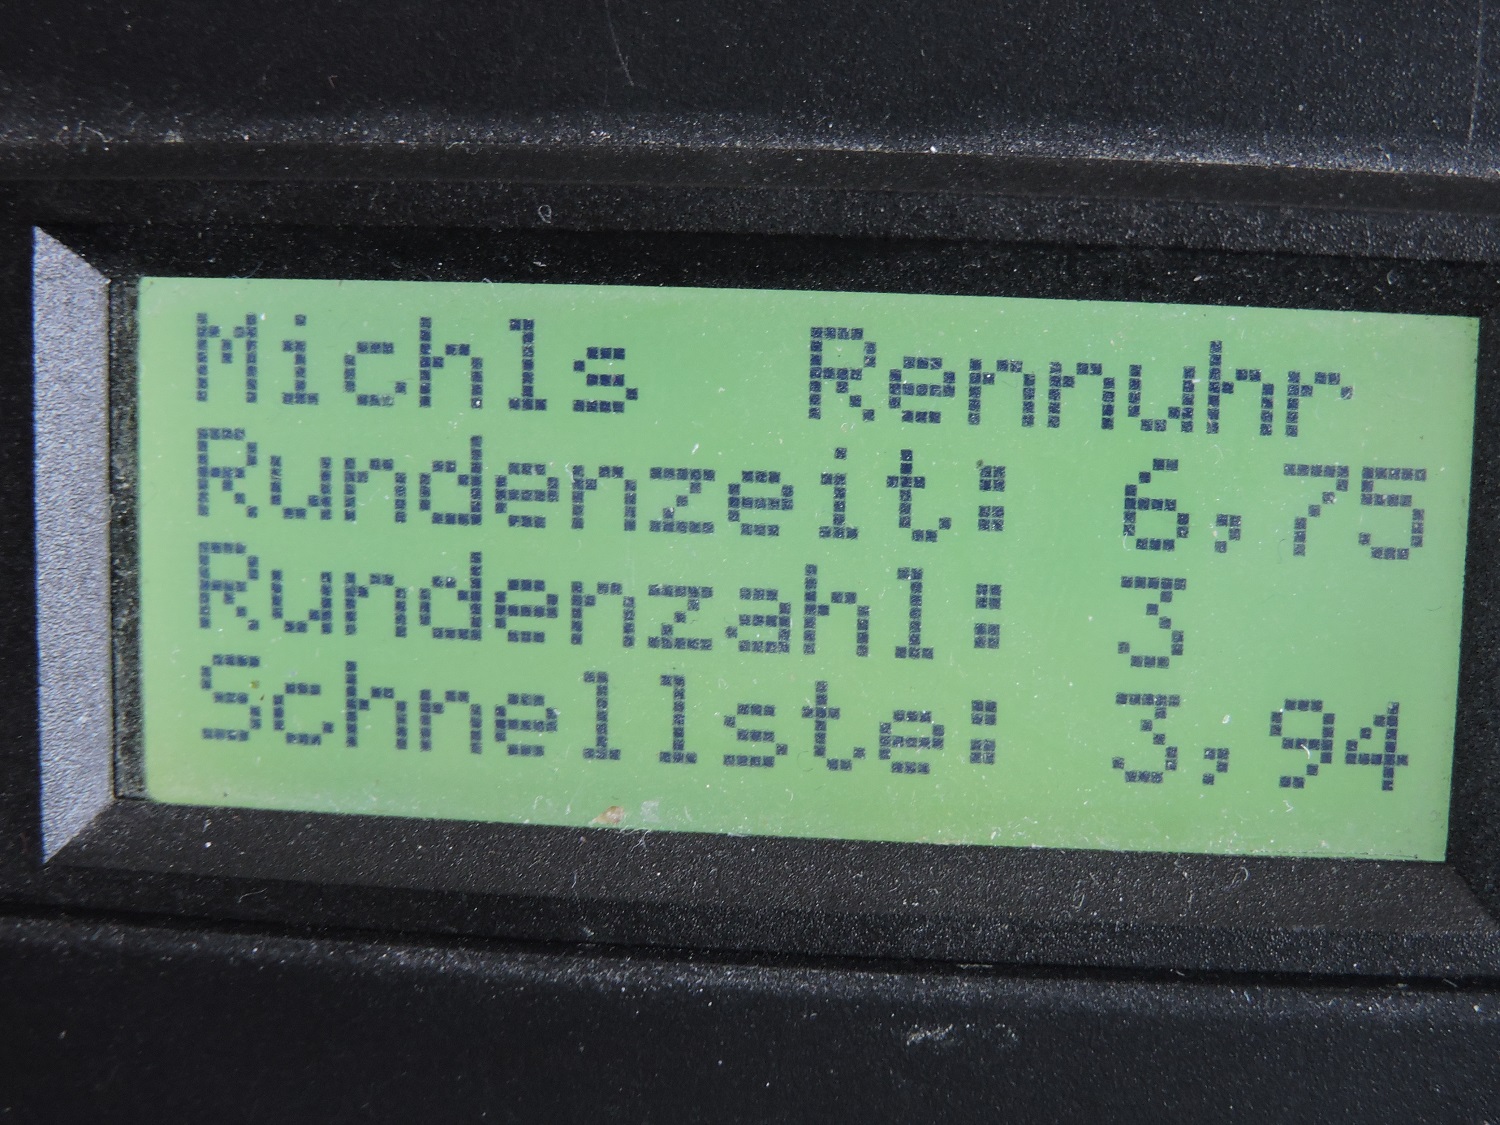 Michls Rennuhr
Rundenzeit: 6,75
Rundenzahl: 3
Schnellste: 3,94